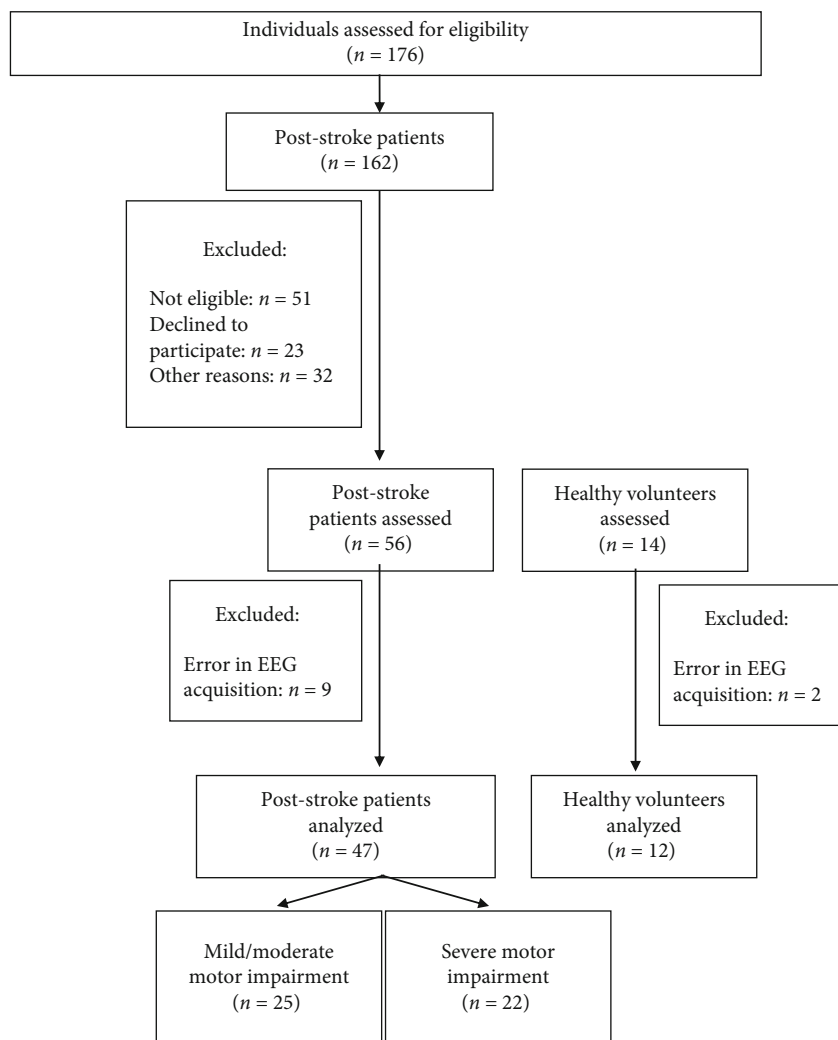 Individuals assessed for eligibility
(n = 176)
Post-stroke patients
(n = 162)
Excluded:
Not eligible: n = 51
Declined to
participate: n = 23
Other reasons: n = 32
Post-stroke
patients assessed
(n = 56)
Healthy volunteers
assessed
(n = 14)
Excluded:
Error in EEG
acquisition: n = 9
Excluded:
Error in EEG
acquisition: n = 2
Post-stroke patients
analyzed
(n = 47)
Healthy volunteers
analyzed
(n = 12)
Mild/moderate
motor impairment
(n = 25)
Severe motor
impairment
(n = 22)